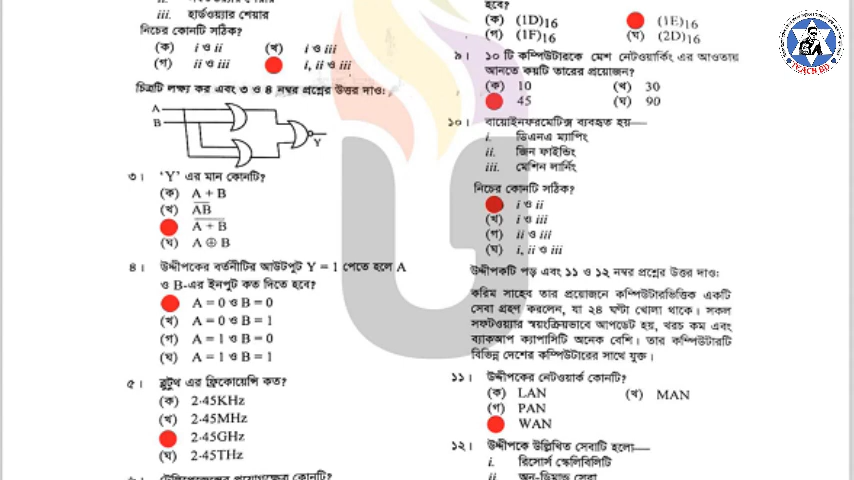 iii. হার্ডওয়্যার শেয়ার
নিচের কোনটি সঠিক?
(ক) i ও ii (খ) i ও iii
(গ) ii ও iii i, ii ও iii
চিত্রটি লক্ষ্য কর এবং ৩ ও ৪ নম্বর প্রশ্নের উত্তর দাও:
A
B
Y
৩। ‘Y’ এর মান কোনটি?
(ক) A + B
(খ) A̅B̅
A̅ ̅+̅ ̅B̅
(ঘ) A ⊕ B
৪। উদ্দীপকের বর্তনীটির আউটপুট Y = 1 পেতে হলে A
ও B-এর ইনপুট কত দিতে হবে?
A = 0 ও B = 0
(খ) A = 0 ও B = 1
(গ) A = 1 ও B = 0
(ঘ) A = 1 ও B = 1
৫। ব্লুটুথ এর ফ্রিকোয়েন্সি কত?
(ক) 2·45KHz
(খ) 2·45MHz
2·45GHz
(ঘ) 2·45THz
হবে?
(ক) (1D)16 (1E)16
(গ) (1F)16 (ঘ) (2D)16
৯। ১০ টি কম্পিউটারকে মেশ নেটওয়ার্কিং এর আওতায়
আনতে কয়টি তারের প্রয়োজন?
(ক) 10 (খ) 30
45 (ঘ) 90
১০। বায়োইনফরমেটিক্স ব্যবহৃত হয়—
i. ডিএনএ ম্যাপিং
ii. জিন ফাইন্ডিং
iii. মেশিন লার্নিং
নিচের কোনটি সঠিক?
i ও ii
(খ) i ও iii
(গ) ii ও iii
(ঘ) i, ii ও iii
উদ্দীপকটি পড় এবং ১১ ও ১২ নম্বর প্রশ্নের উত্তর দাও:
করিম সাহেব তার প্রয়োজনে কম্পিউটারভিত্তিক একটি
সেবা গ্রহণ করলেন, যা ২৪ ঘণ্টা খোলা থাকে। সকল
সফটওয়্যার স্বয়ংক্রিয়ভাবে আপডেট হয়, খরচ কম এবং
ব্যাকআপ ক্যাপাসিটি অনেক বেশি। তার কম্পিউটারটি
বিভিন্ন দেশের কম্পিউটারের সাথে যুক্ত।
১১। উদ্দীপকের নেটওয়ার্ক কোনটি?
(ক) LAN (খ) MAN
(গ) PAN
WAN
১২। উদ্দীপকে উল্লিখিত সেবাটি হলো—
i. রিসোর্স স্কেলিবিলিটি
ii. অন-ডিমান্ড সেবা
TEACH BD